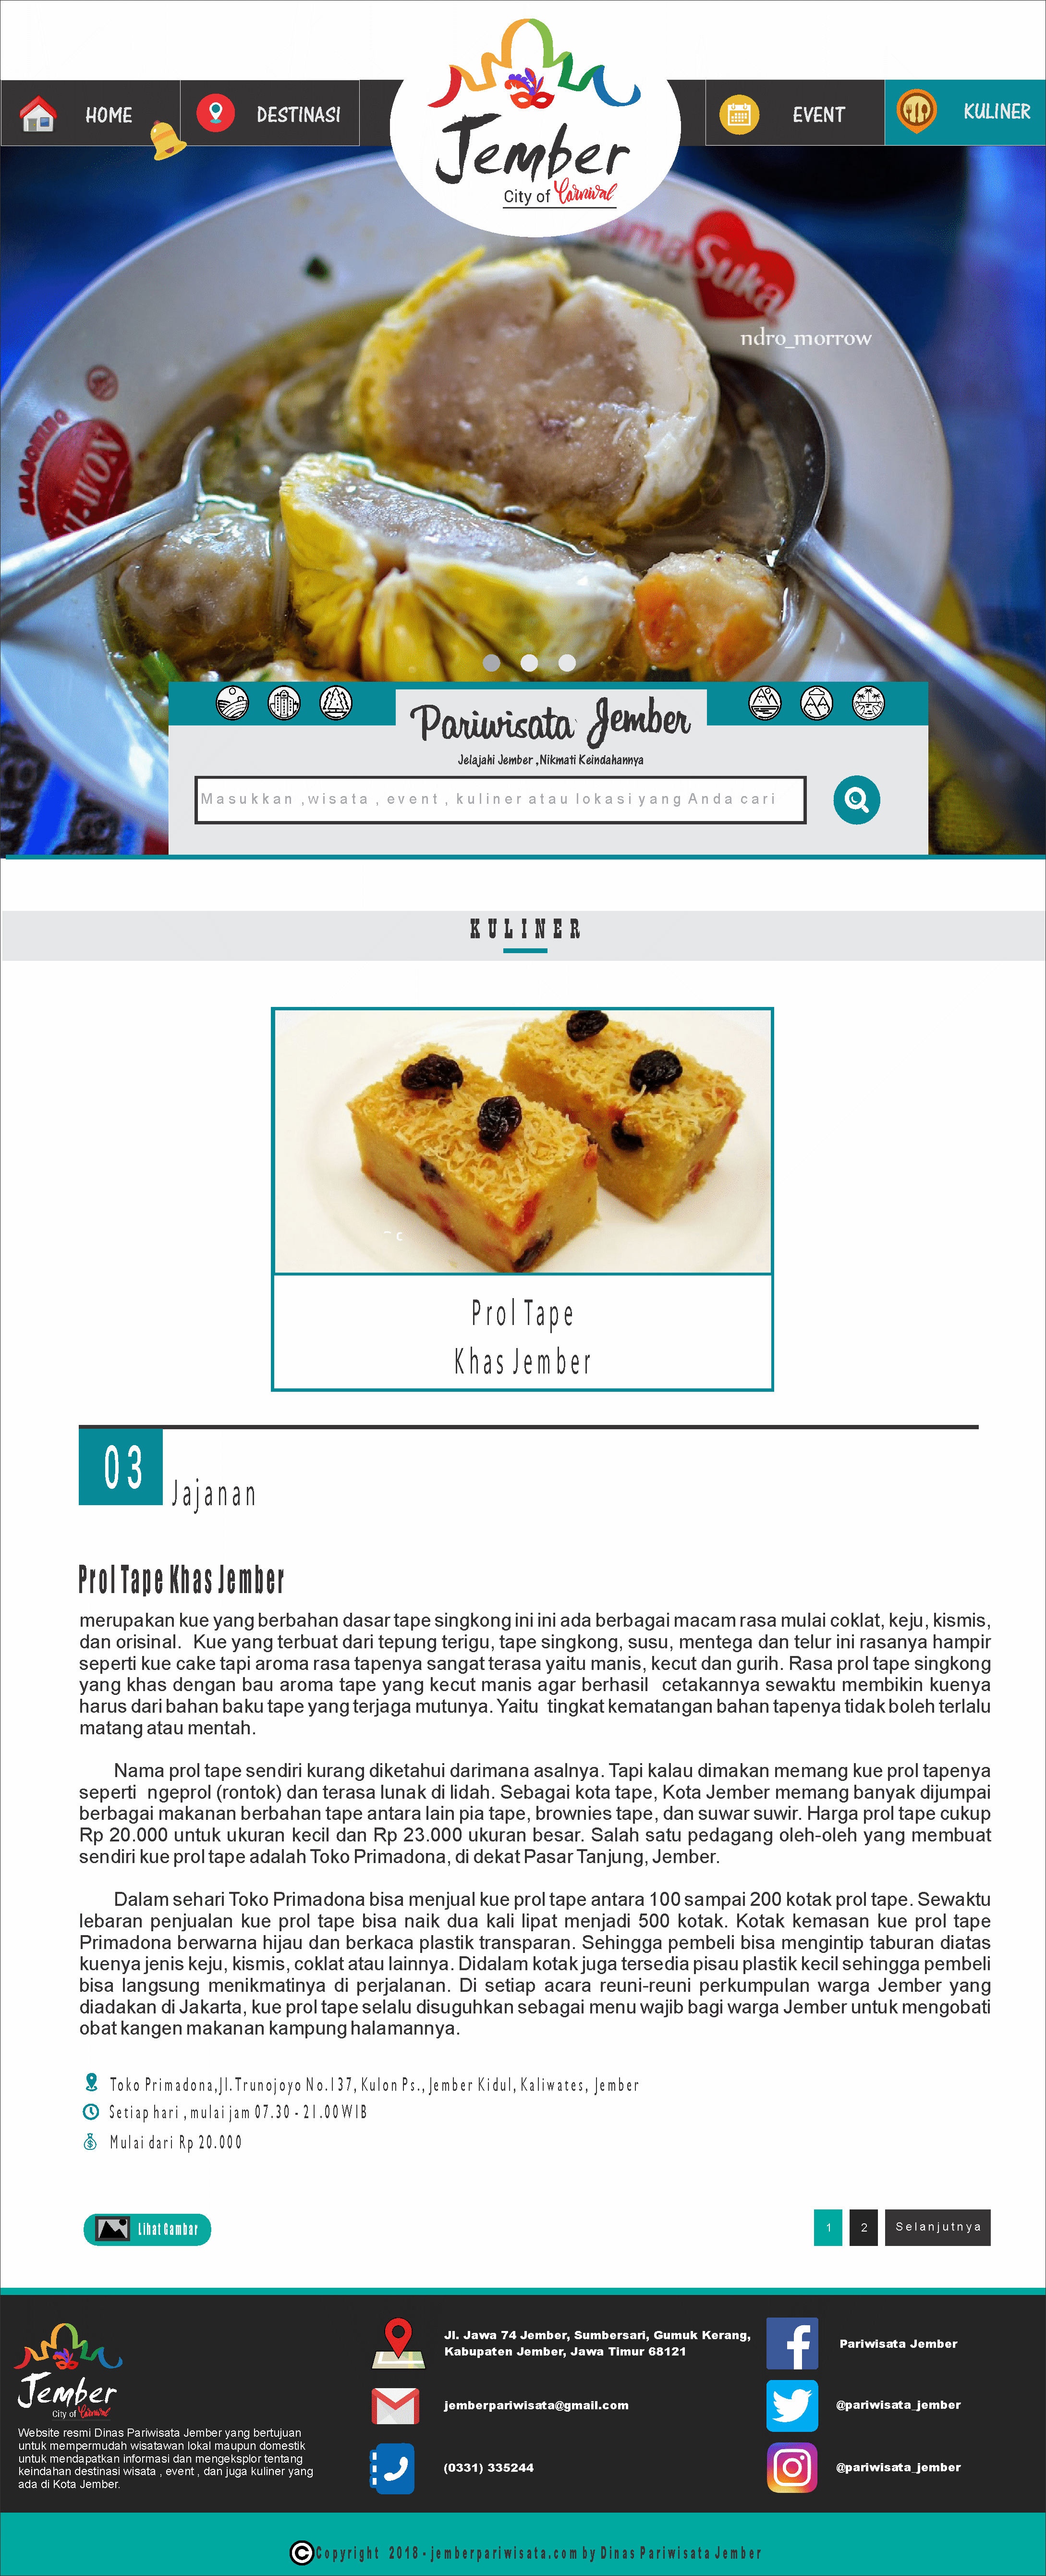 HOME
DESTINASI
Jember
City of Carnival
EVENT
KULINER
Suka
ndro_morrow
Pariwisata Jember
Jelajahi Jember ,Nikmati Keindahannya
Masukkan ,wisata , event , kuliner atau lokasi yang Anda cari
KULINER
~ c
Prol Tape
Khas Jember
03
Jajanan
Prol Tape Khas Jember
merupakan kue yang berbahan dasar tape singkong ini ini ada berbagai macam rasa mulai coklat, keju, kismis,
dan orisinal. Kue yang terbuat dari tepung terigu, tape singkong, susu, mentega dan telur ini rasanya hampir
seperti kue cake tapi aroma rasa tapenya sangat terasa yaitu manis, kecut dan gurih. Rasa prol tape singkong
yang khas dengan bau aroma tape yang kecut manis agar berhasil cetakannya sewaktu membikin kuenya
harus dari bahan baku tape yang terjaga mutunya. Yaitu tingkat kematangan bahan tapenya tidak boleh terlalu
matang atau mentah.
Nama prol tape sendiri kurang diketahui darimana asalnya. Tapi kalau dimakan memang kue prol tapenya
seperti ngeprol (rontok) dan terasa lunak di lidah. Sebagai kota tape, Kota Jember memang banyak dijumpai
berbagai makanan berbahan tape antara lain pia tape, brownies tape, dan suwar suwir. Harga prol tape cukup
Rp 20.000 untuk ukuran kecil dan Rp 23.000 ukuran besar. Salah satu pedagang oleh-oleh yang membuat
sendiri kue prol tape adalah Toko Primadona, di dekat Pasar Tanjung, Jember.
Dalam sehari Toko Primadona bisa menjual kue prol tape antara 100 sampai 200 kotak prol tape. Sewaktu
lebaran penjualan kue prol tape bisa naik dua kali lipat menjadi 500 kotak. Kotak kemasan kue prol tape
Primadona berwarna hijau dan berkaca plastik transparan. Sehingga pembeli bisa mengintip taburan diatas
kuenya jenis keju, kismis, coklat atau lainnya. Didalam kotak juga tersedia pisau plastik kecil sehingga pembeli
bisa langsung menikmatinya di perjalanan. Di setiap acara reuni-reuni perkumpulan warga Jember yang
diadakan di Jakarta, kue prol tape selalu disuguhkan sebagai menu wajib bagi warga Jember untuk mengobati
obat kangen makanan kampung halamannya.
Toko Primadona,Jl.Trunojoyo No.137, Kulon Ps., Jember Kidul, Kaliwates, Jember
Setiap hari , mulai jam 07.30 - 21.00WIB
Mulai dari Rp 20.000
Lihat Gambar
1
2
Selanjutnya
Jember
City of Carnival
Website resmi Dinas Pariwisata Jember yang bertujuan
untuk mempermudah wisatawan lokal maupun domestik
untuk mendapatkan informasi dan mengeksplor tentang
keindahan destinasi wisata , event , dan juga kuliner yang
ada di Kota Jember.
Jl. Jawa 74 Jember, Sumbersari, Gumuk Kerang,
Kabupaten Jember, Jawa Timur 68121
jemberpariwisata@gmail.com
(0331) 335244
Pariwisata Jember
@pariwisata_jember
@pariwisata_jember
©Copyright 2018 - jemberpariwisata.com by Dinas Pariwisata Jember